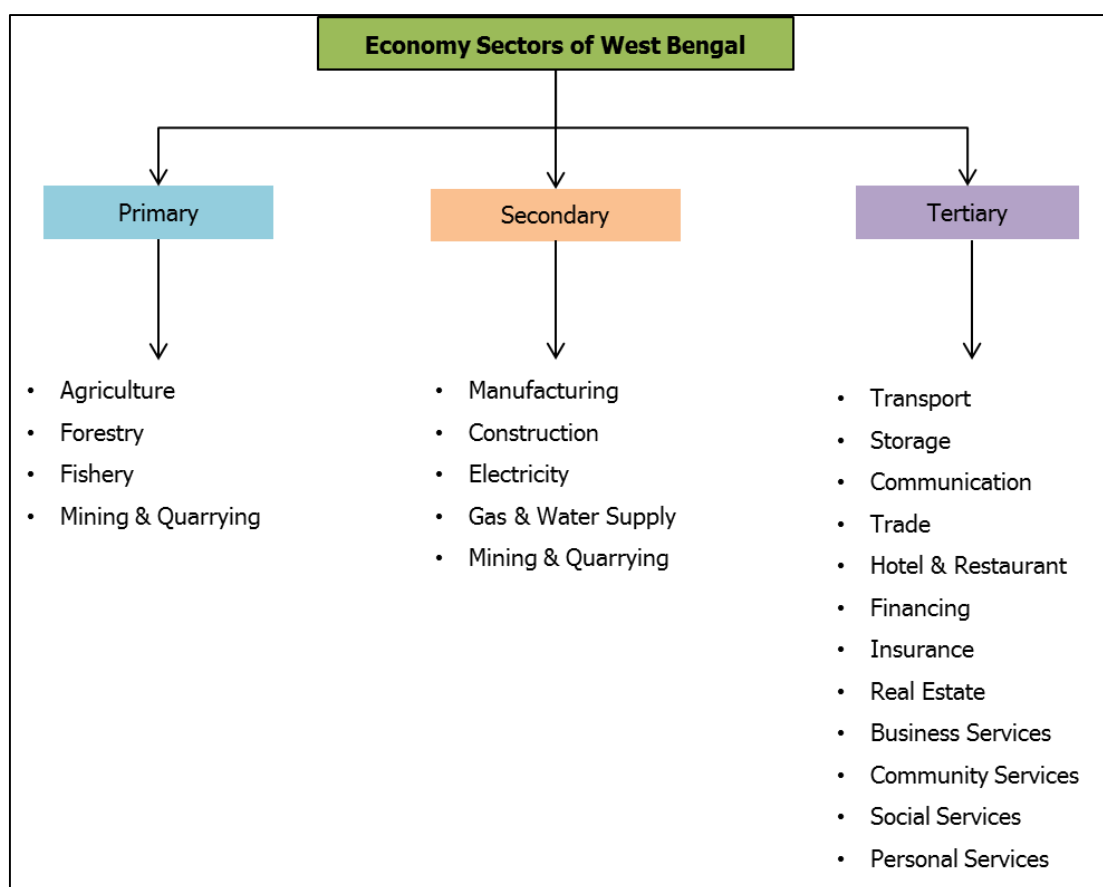 Economy Sectors of West Bengal
Primary
Secondary
Tertiary
• Agriculture
• Forestry
• Fishery
• Mining & Quarrying
• Manufacturing
• Construction
• Electricity
• Gas & Water Supply
• Mining & Quarrying
• Transport
• Storage
• Communication
• Trade
• Hotel & Restaurant
• Financing
• Insurance
• Real Estate
• Business Services
• Community Services
• Social Services
• Personal Services